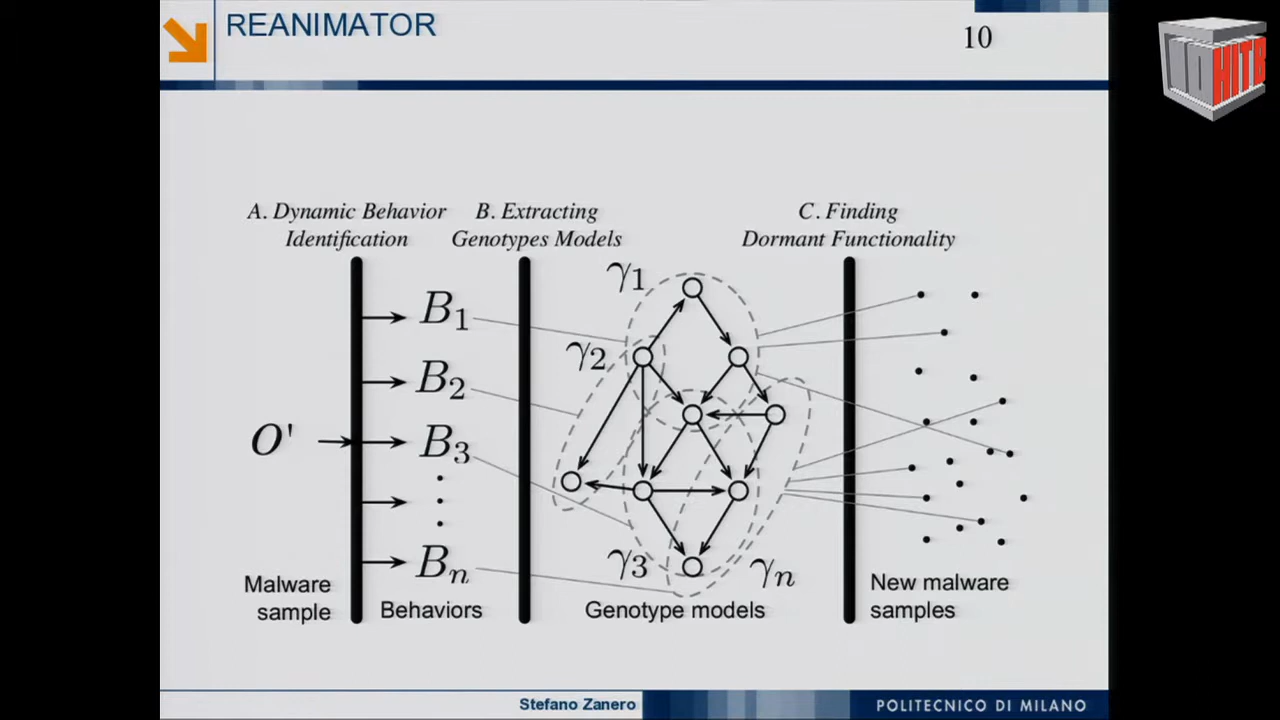 REANIMATOR
10
HITB
A. Dynamic Behavior
Identification
B. Extracting
Genotypes Models
C. Finding
Dormant Functionality
γ1
B1
γ2
B2
O'
B3
γ3
Bn
γn
Malware
sample
Behaviors
Genotype models
New malware
samples
Stefano Zanero
POLITECNICO DI MILANO